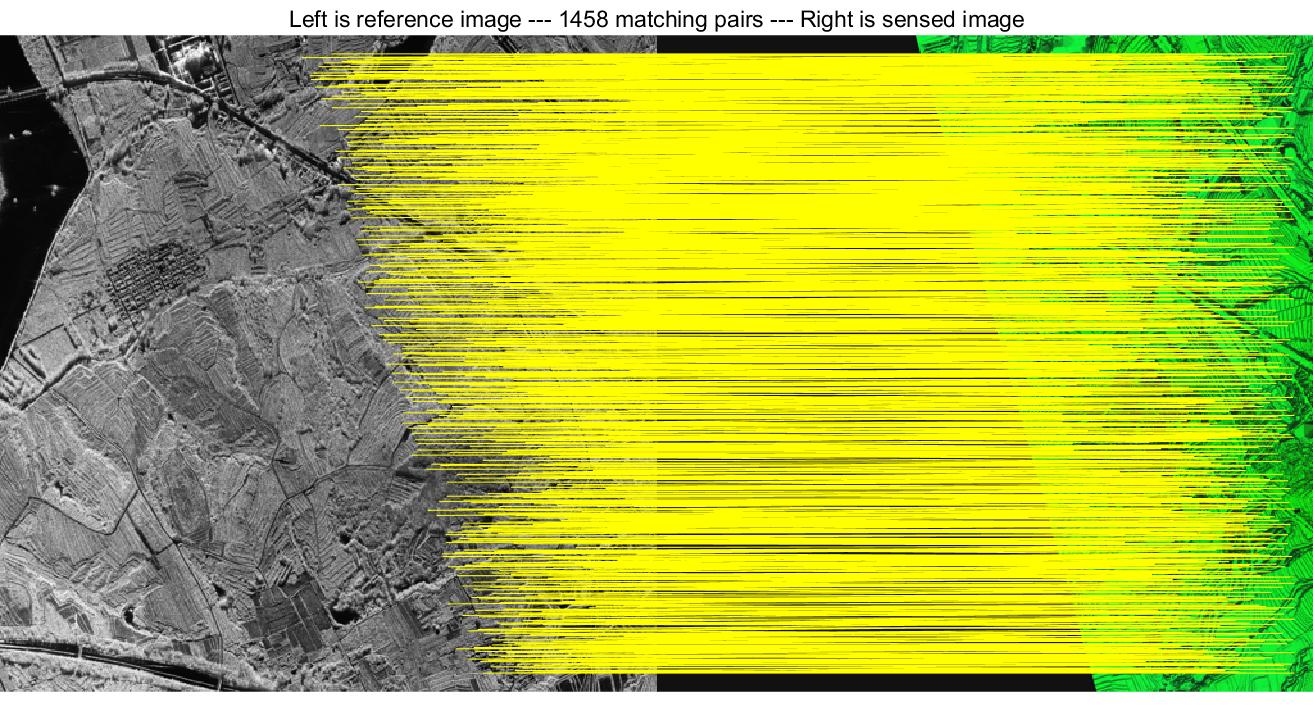 Left is reference image --- 1458 matching pairs --- Right is sensed image